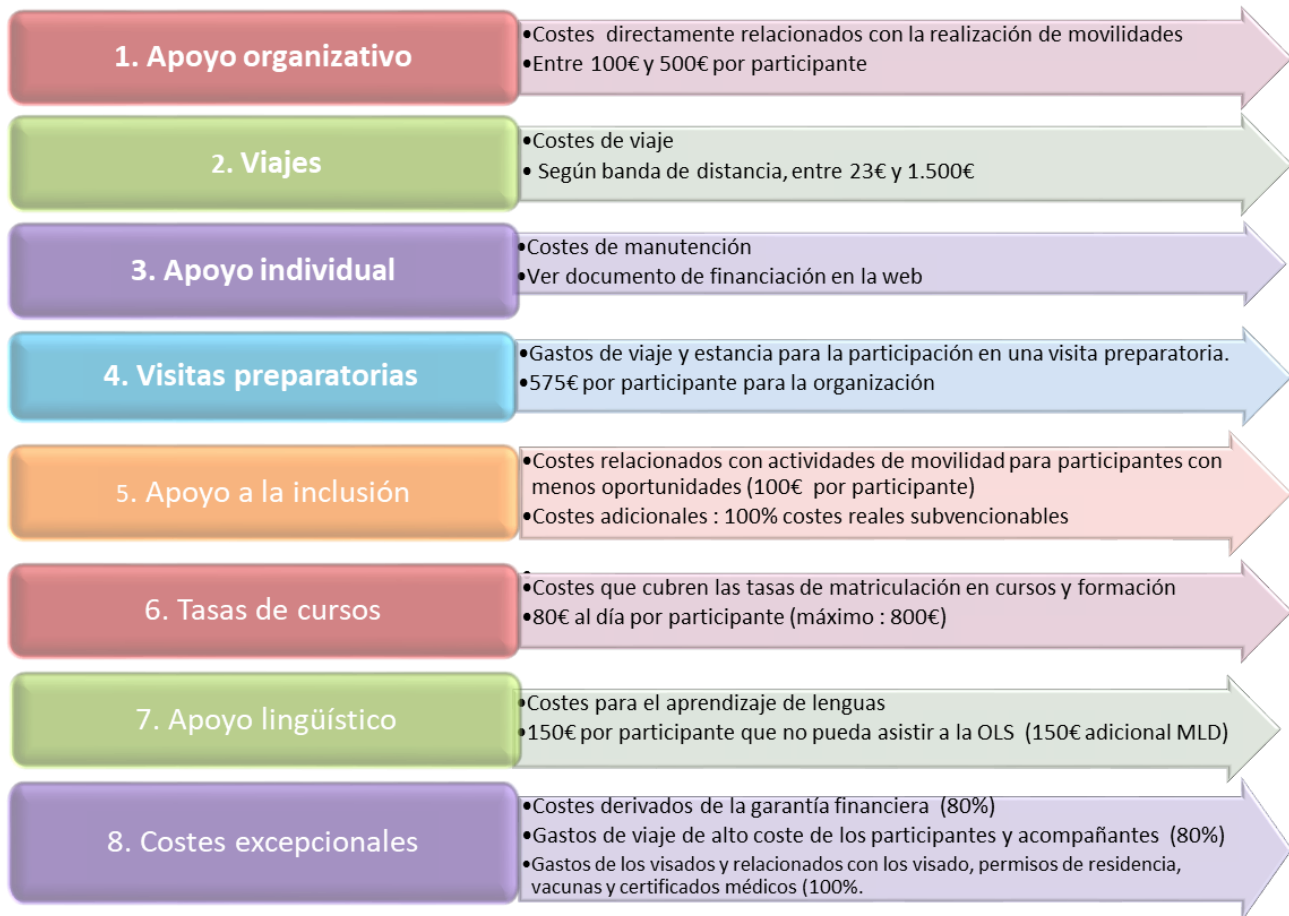 1. Apoyo organizativo
•Costes directamente relacionados con la realización de movilidades
•Entre 100€ y 500€ por participante
2. Viajes
•Costes de viaje
• Según banda de distancia, entre 23€ y 1.500€
3. Apoyo individual
•Costes de manutención
•Ver documento de financiación en la web
4. Visitas preparatorias
•Gastos de viaje y estancia para la participación en una visita preparatoria.
•575€ por participante para la organización
5. Apoyo a la inclusión
•Costes relacionados con actividades de movilidad para participantes con
menos oportunidades (100€ por participante)
•Costes adicionales : 100% costes reales subvencionables
6. Tasas de cursos
•
•Costes que cubren las tasas de matriculación en cursos y formación
•80€ al día por participante (máximo : 800€)
7. Apoyo lingüístico
•Costes para el aprendizaje de lenguas
•150€ por participante que no pueda asistir a la OLS (150€ adicional MLD)
8. Costes excepcionales
•Costes derivados de la garantía financiera (80%)
•Gastos de viaje de alto coste de los participantes y acompañantes (80%)
•Gastos de los visados y relacionados con los visado, permisos de residencia,
vacunas y certificados médicos (100%.